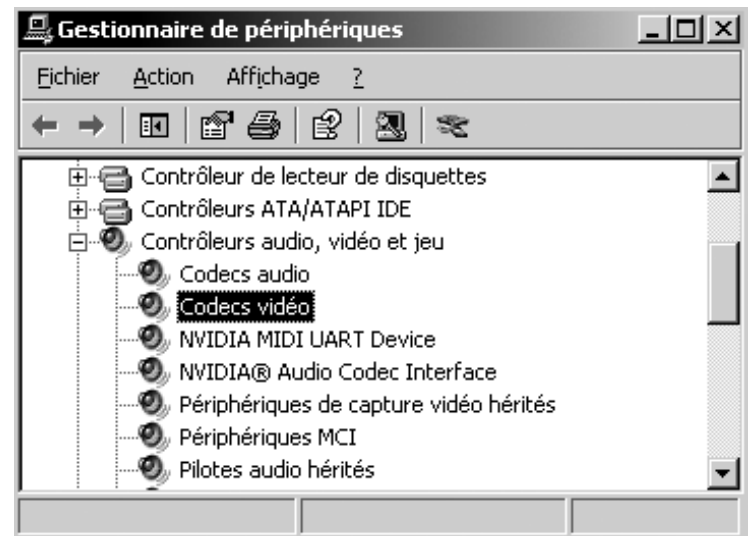 Gestionnaire de périphériques
Fichier Action Affichage ?
Contrôleur de lecteur de disquettes
Contrôleurs ATA/ATAPI IDE
Contrôleurs audio, vidéo et jeu
Codecs audio
Codecs vidéo
NVIDIA MIDI UART Device
NVIDIA® Audio Codec Interface
Périphériques de capture vidéo hérités
Périphériques MCI
Pilotes audio hérités